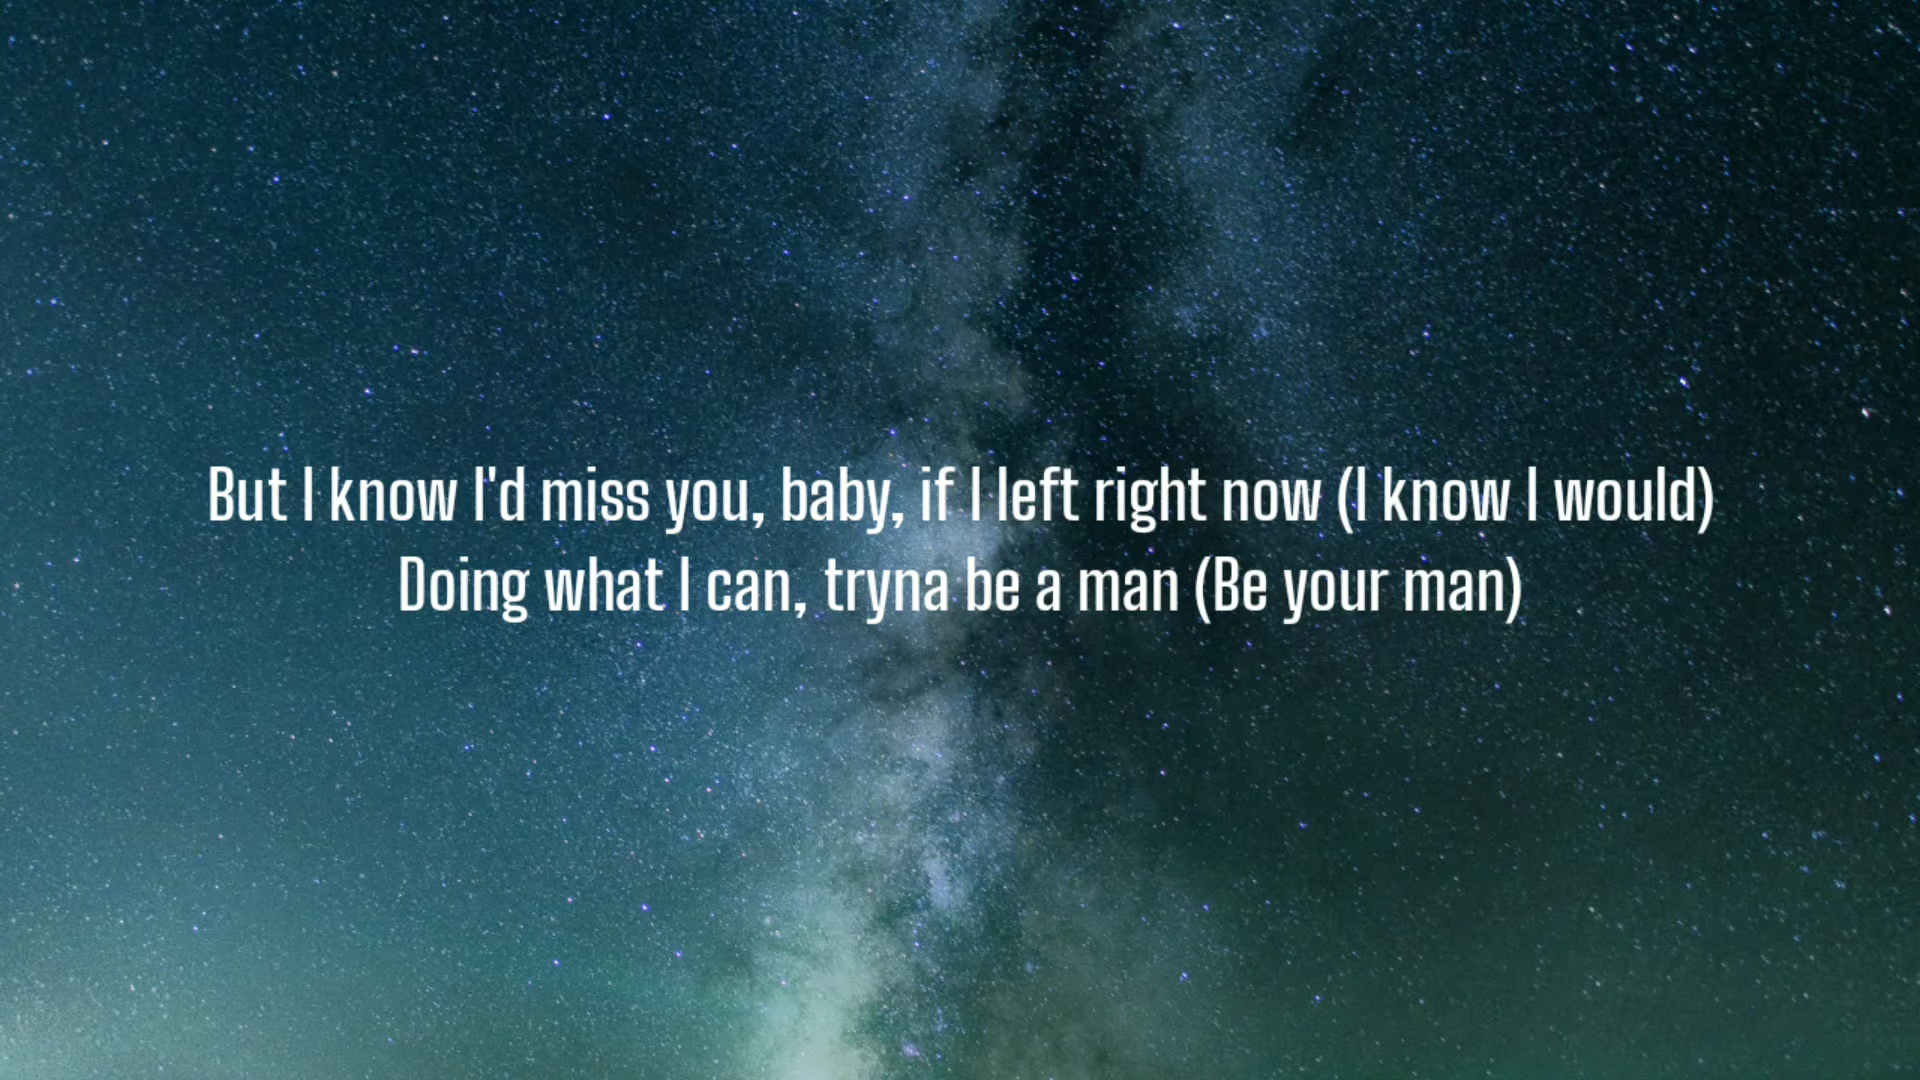 But I know I'd miss you, baby, if I left right now (I know I would)
Doing what I can, tryna be a man (Be your man)